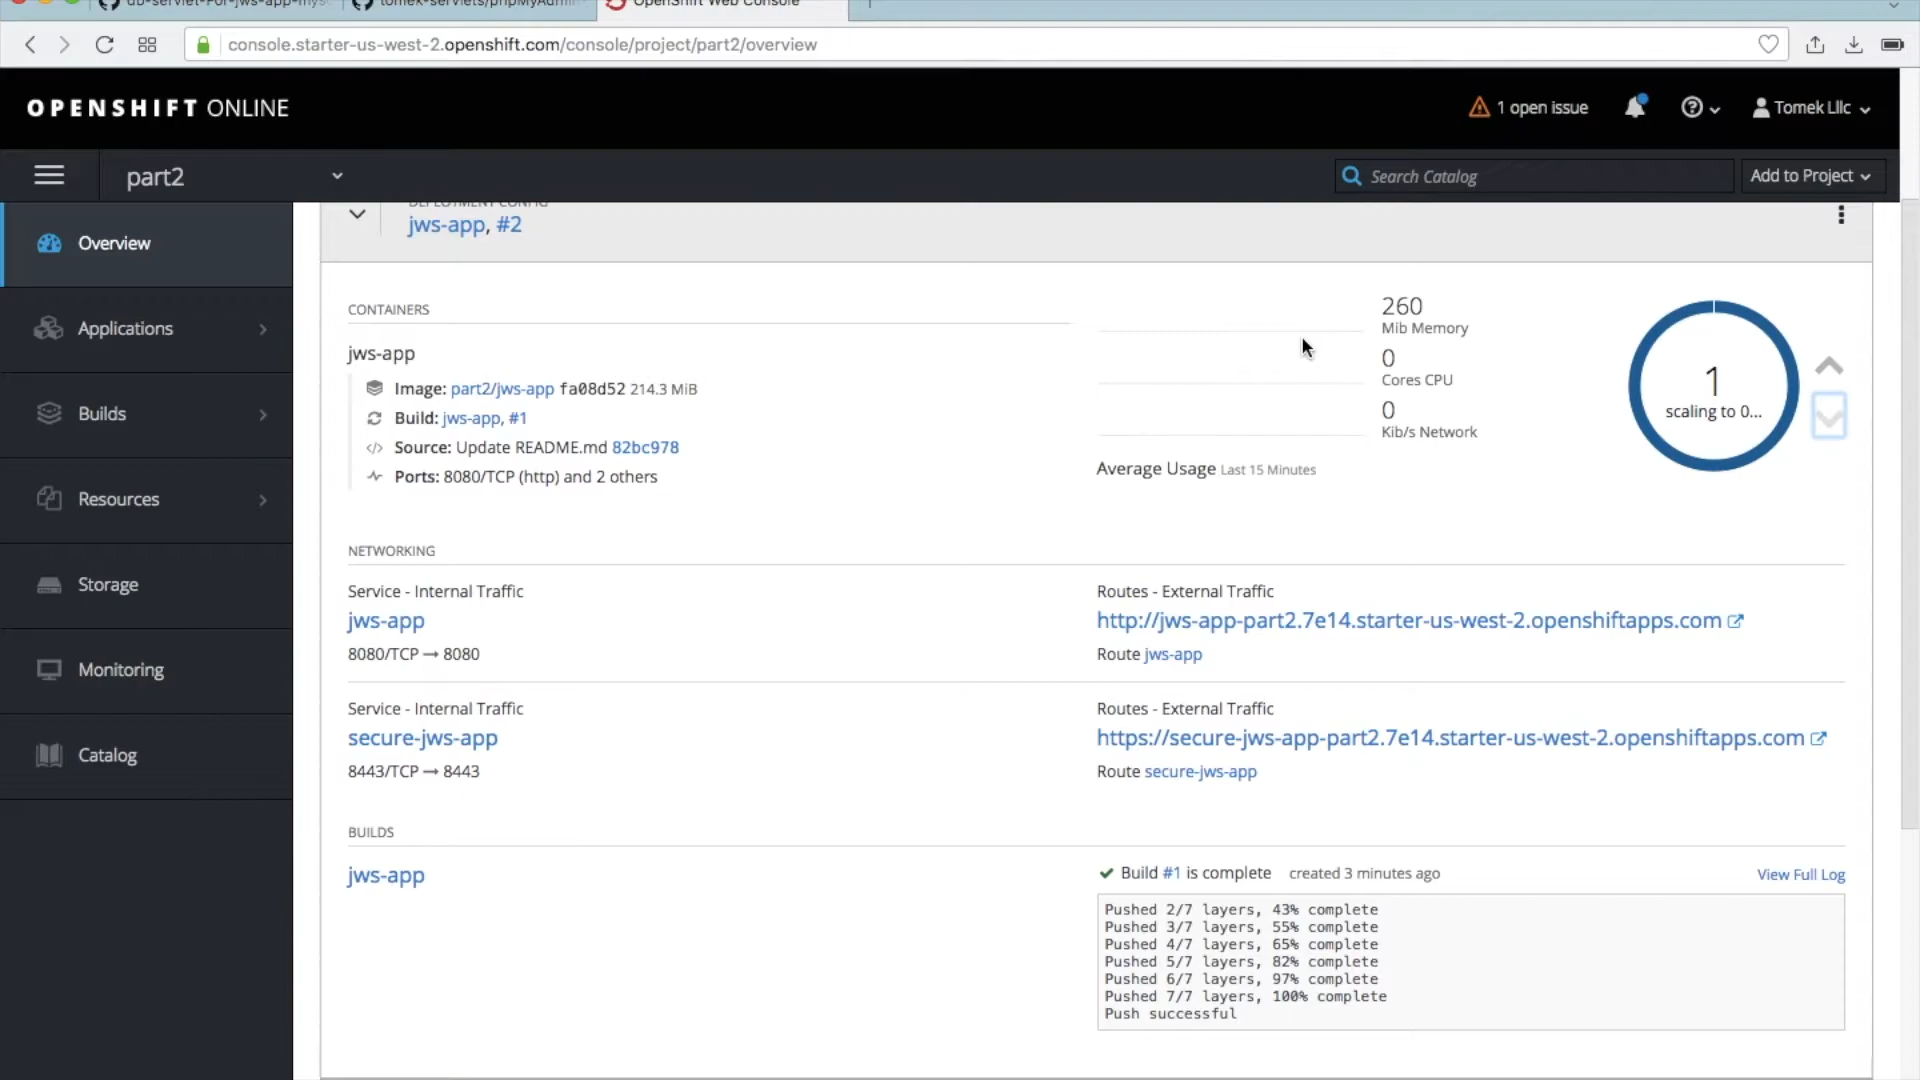 OpenShift Web Console
console.starter-us-west-2.openshift.com/console/project/part2/overview
OPENSHIFT ONLINE
1 open issue
Tomek Lllc
part2
Search Catalog
Add to Project
Overview
Applications
Builds
Resources
Storage
Monitoring
Catalog
DEPLOYMENT CONFIG
jws-app, #2
CONTAINERS
jws-app
Image: part2/jws-app fa08d52 214.3 MiB
Build: jws-app, #1
Source: Update README.md 82bc978
Ports: 8080/TCP (http) and 2 others
260
Mib Memory
0
Cores CPU
0
Kib/s Network
Average Usage Last 15 Minutes
1
scaling to 0...
NETWORKING
Service - Internal Traffic
jws-app
8080/TCP → 8080
Routes - External Traffic
http://jws-app-part2.7e14.starter-us-west-2.openshiftapps.com
Route jws-app
Service - Internal Traffic
secure-jws-app
8443/TCP → 8443
Routes - External Traffic
https://secure-jws-app-part2.7e14.starter-us-west-2.openshiftapps.com
Route secure-jws-app
BUILDS
jws-app
Build #1 is complete created 3 minutes ago
View Full Log
Pushed 2/7 layers, 43% complete
Pushed 3/7 layers, 55% complete
Pushed 4/7 layers, 65% complete
Pushed 5/7 layers, 82% complete
Pushed 6/7 layers, 97% complete
Pushed 7/7 layers, 100% complete
Push successful